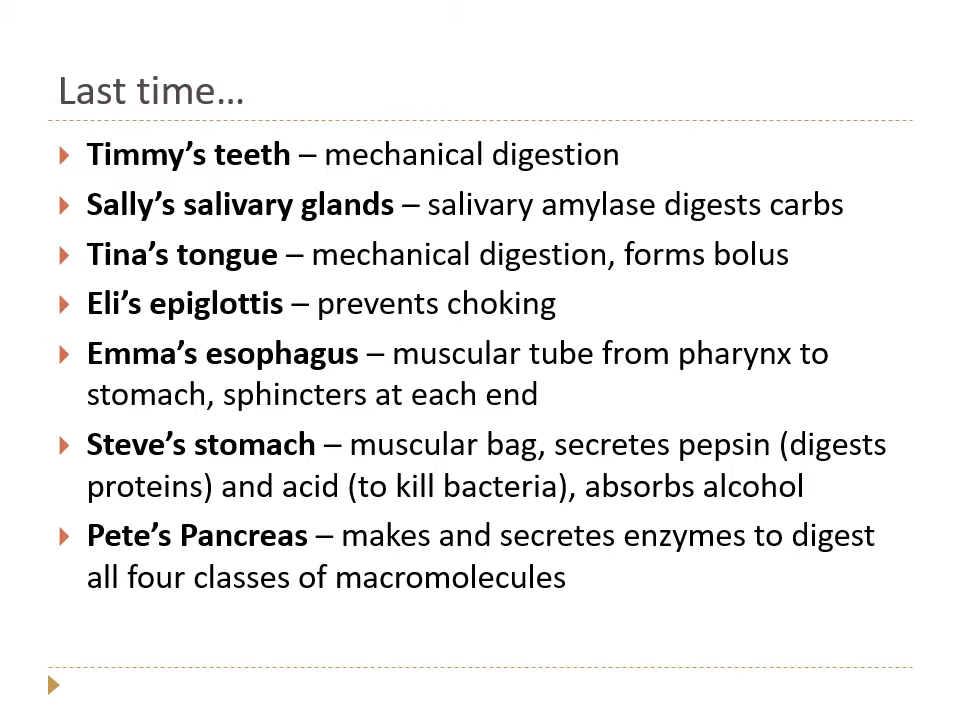 Last time…
Timmy’s teeth – mechanical digestion
Sally’s salivary glands – salivary amylase digests carbs
Tina’s tongue – mechanical digestion, forms bolus
Eli’s epiglottis – prevents choking
Emma’s esophagus – muscular tube from pharynx to
stomach, sphincters at each end
Steve’s stomach – muscular bag, secretes pepsin (digests
proteins) and acid (to kill bacteria), absorbs alcohol
Pete’s Pancreas – makes and secretes enzymes to digest
all four classes of macromolecules